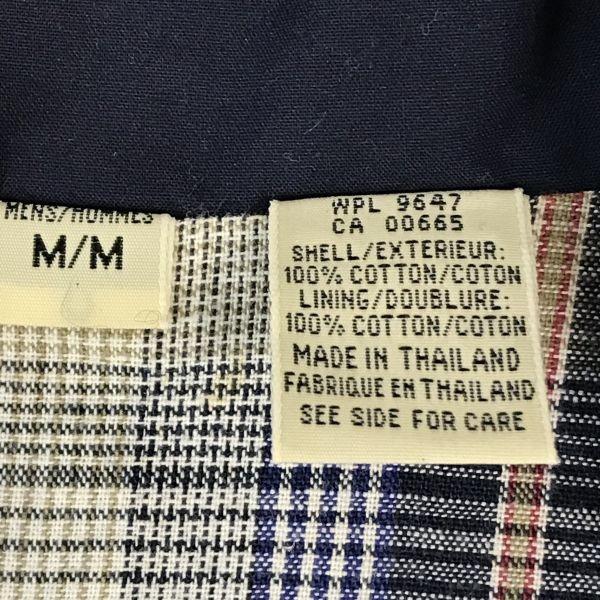 MENS/HOMMES
M/M
WPL 9647
CA 00665
SHELL/EXTERIEUR:
100% COTTON/COTON
LINING/DOUBLURE:
100% COTTON/COTON
MADE IN THAILAND
FABRIQUE EN THAILAND
SEE SIDE FOR CARE